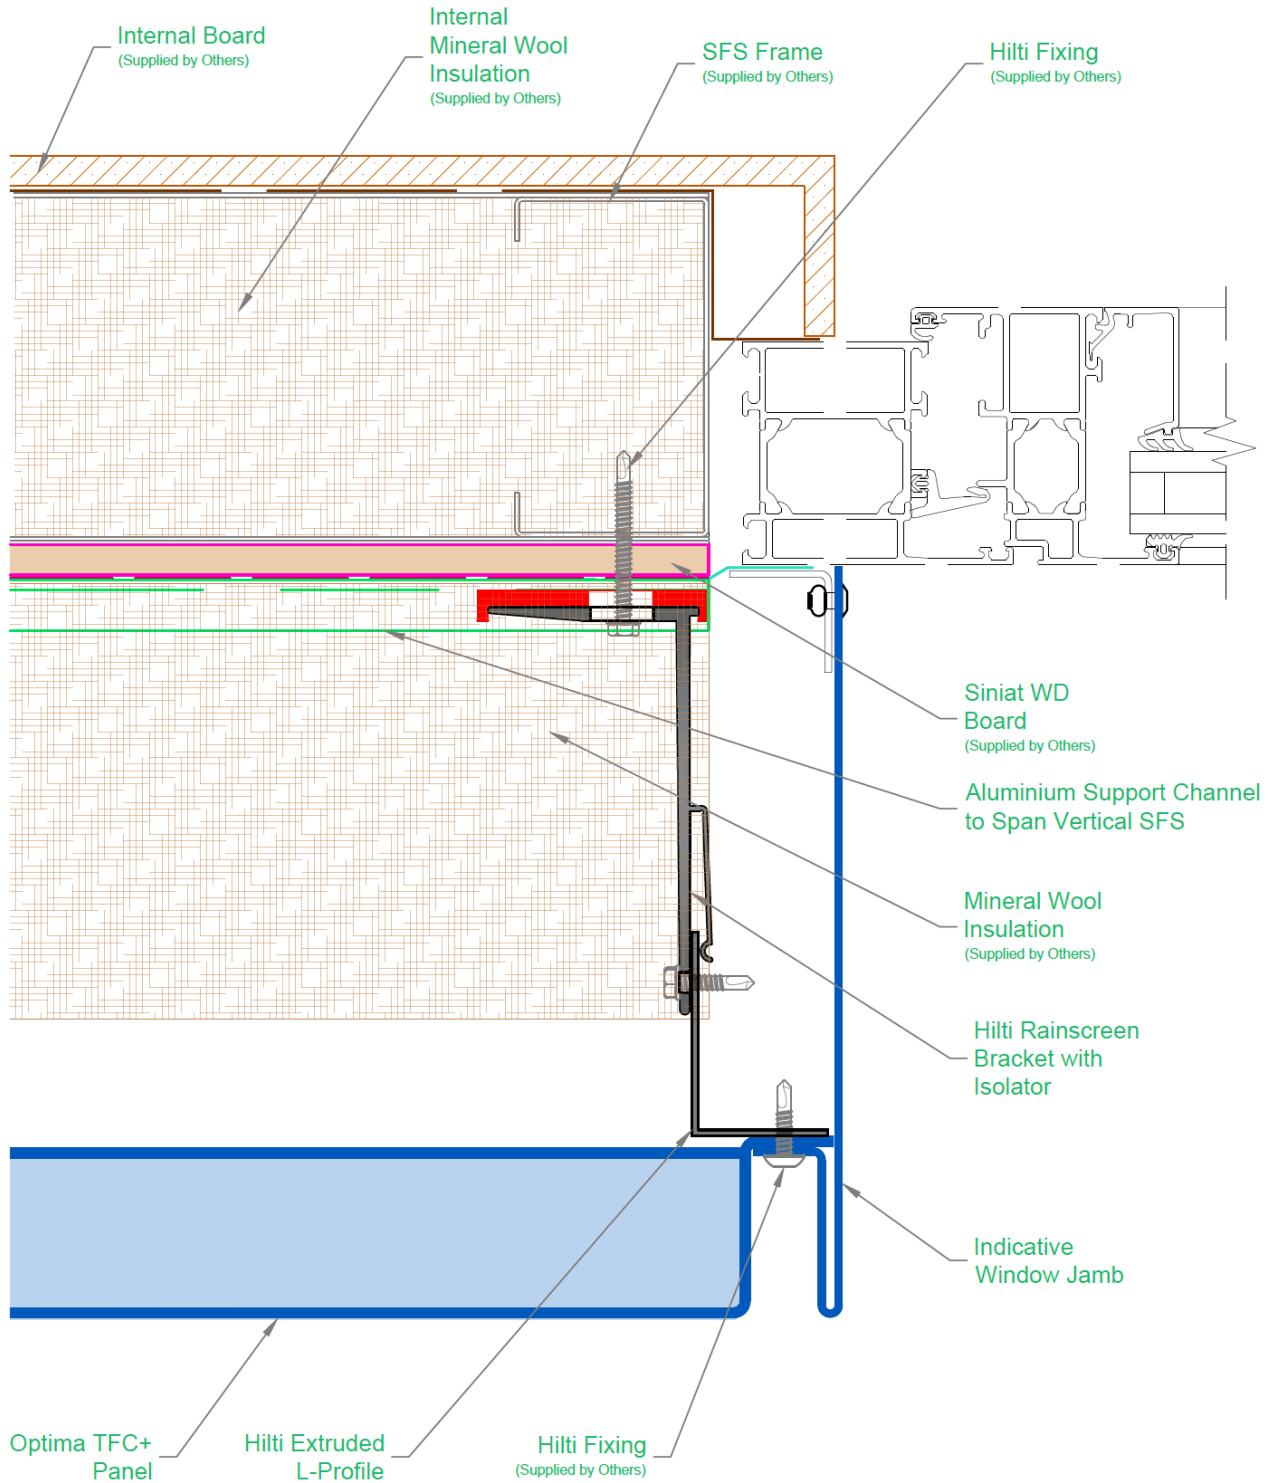 Internal Board
(Supplied by Others)
Internal
Mineral Wool
Insulation
(Supplied by Others)
SFS Frame
(Supplied by Others)
Hilti Fixing
(Supplied by Others)
Siniat WD
Board
(Supplied by Others)
Aluminium Support Channel
to Span Vertical SFS
Mineral Wool
Insulation
(Supplied by Others)
Hilti Rainscreen
Bracket with
Isolator
Indicative
Window Jamb
Optima TFC+
Panel
Hilti Extruded
L-Profile
Hilti Fixing
(Supplied by Others)